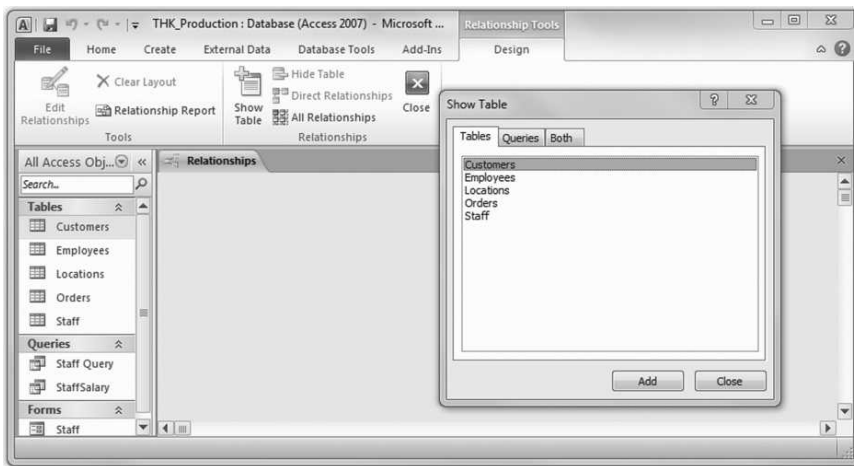 THK_Production : Database (Access 2007) - Microsoft ...
Relationship Tools
File Home Create External Data Database Tools Add-Ins Design
Edit Relationships
Clear Layout
Relationship Report
Tools
Show Table
Hide Table
Direct Relationships
All Relationships
Close
Relationships
All Access Obj...
Search...
Tables
Customers
Employees
Locations
Orders
Staff
Queries
Staff Query
StaffSalary
Forms
Staff
Relationships
Show Table
Tables Queries Both
Customers
Employees
Locations
Orders
Staff
Add Close